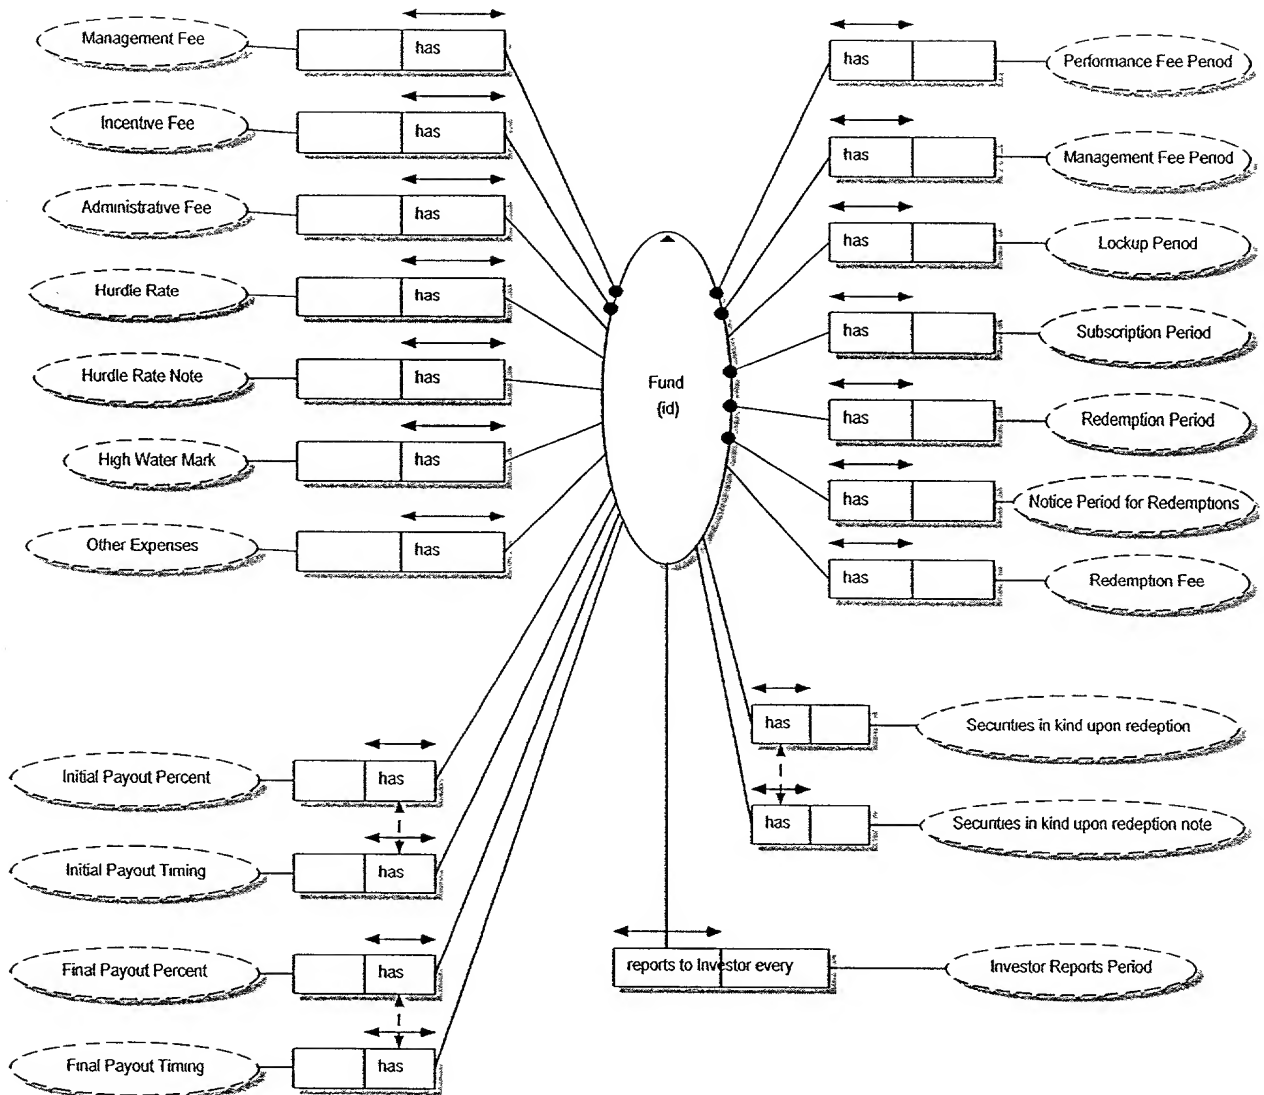 Management Fee
has
Incentive Fee
has
Administrative Fee
has
Hurdle Rate
has
Hurdle Rate Note
has
High Water Mark
has
Other Expenses
has
has
Performance Fee Period
has
Management Fee Period
has
Lockup Period
has
Subscription Period
has
Redemption Period
has
Notice Period for Redemptions
has
Redemption Fee
Fund
(id)
Initial Payout Percent
has
Initial Payout Timing
has
Final Payout Percent
has
Final Payout Timing
has
has
Securities in kind upon redeption
has
Securities in kind upon redeption note
reports to Investor every
Investor Reports Period